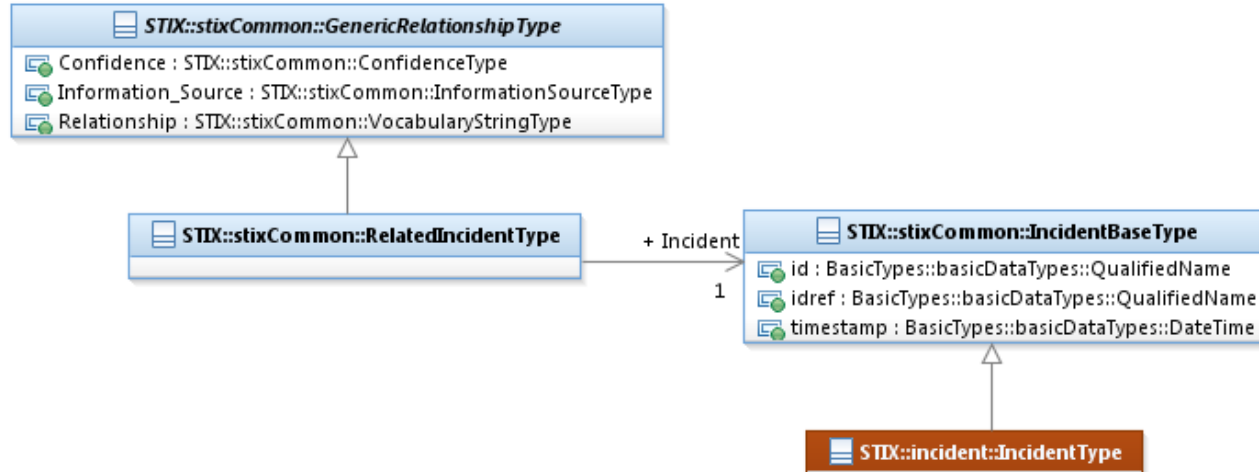 STIX::stixCommon::GenericRelationshipType
Confidence : STIX::stixCommon::ConfidenceType
Information_Source : STIX::stixCommon::InformationSourceType
Relationship : STIX::stixCommon::VocabularyStringType
STIX::stixCommon::RelatedIncidentType
+ Incident
1
STIX::stixCommon::IncidentBaseType
id : BasicTypes::basicDataTypes::QualifiedName
idref : BasicTypes::basicDataTypes::QualifiedName
timestamp : BasicTypes::basicDataTypes::DateTime
STIX::incident::IncidentType